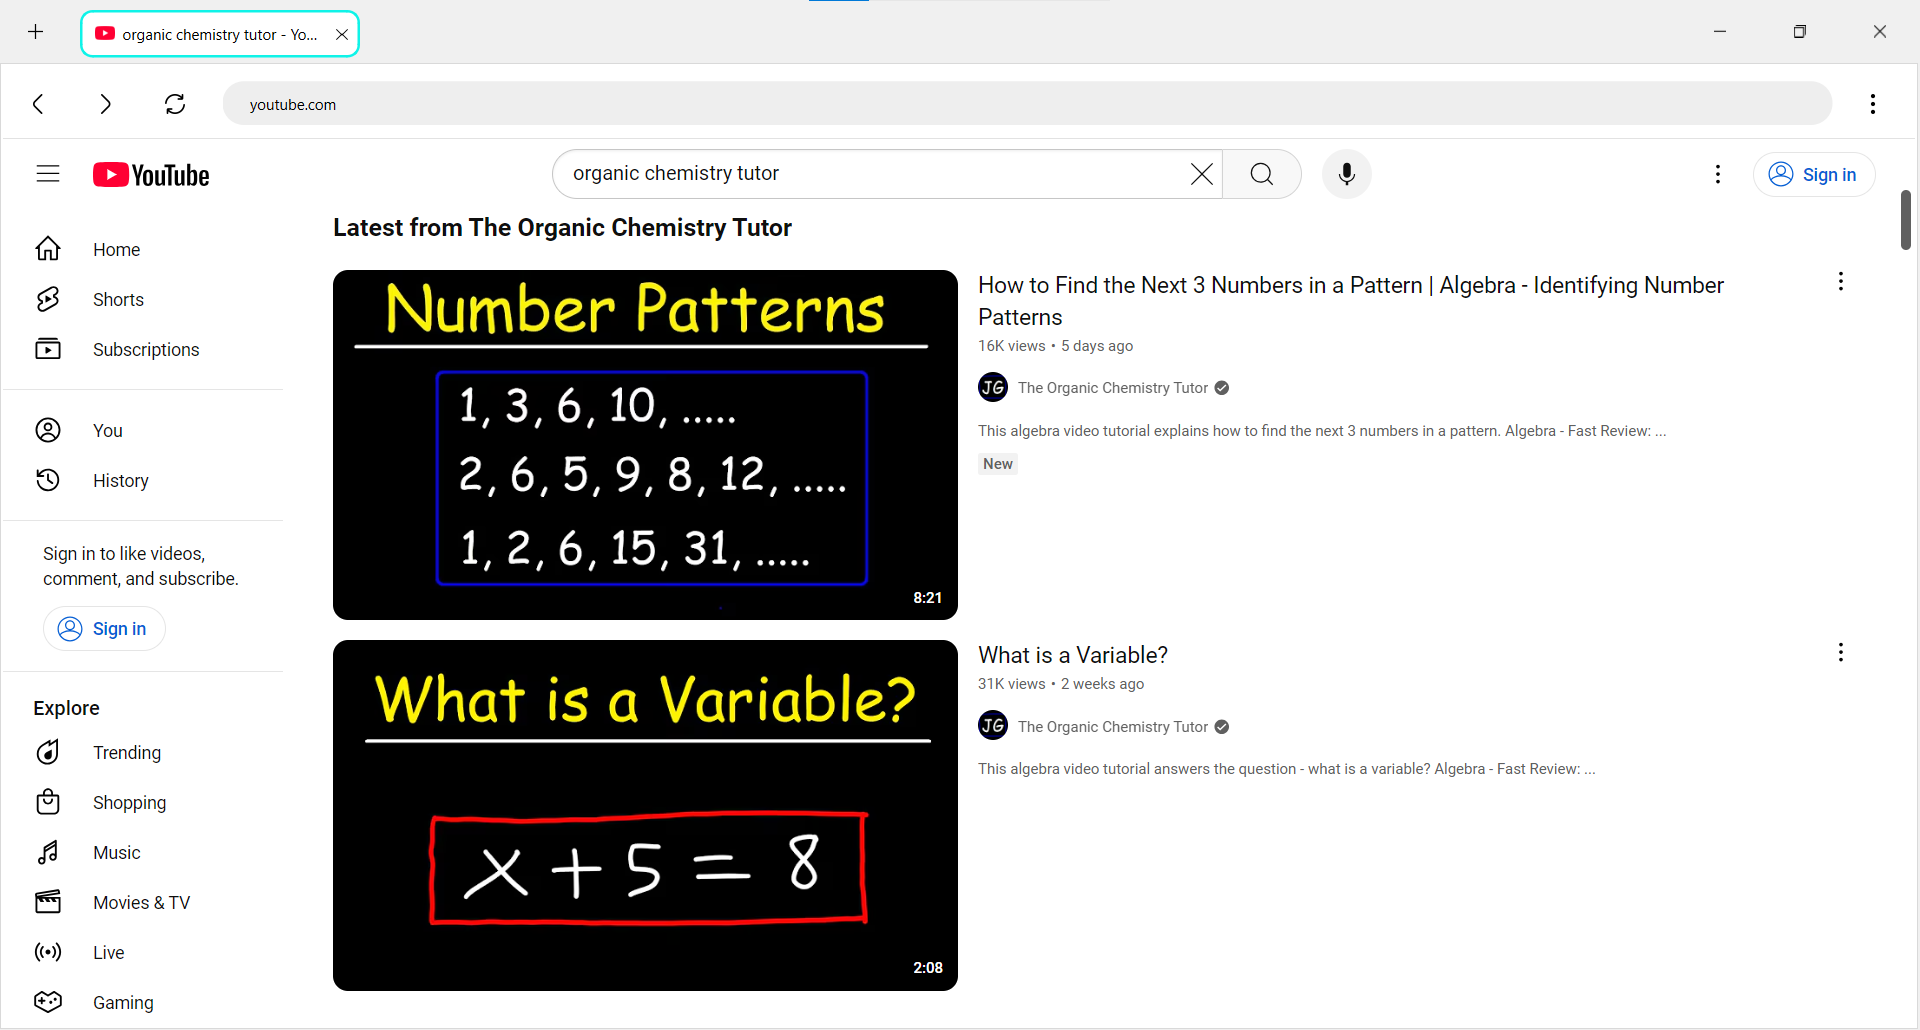 organic chemistry tutor - Yo...
youtube.com
YouTube
organic chemistry tutor
Sign in
Home
Shorts
Subscriptions
You
History
Sign in to like videos,
comment, and subscribe.
Sign in
Explore
Trending
Shopping
Music
Movies & TV
Live
Gaming
Latest from The Organic Chemistry Tutor
Number Patterns
1, 3, 6, 10, .....
2, 6, 5, 9, 8, 12, .....
1, 2, 6, 15, 31, .....
8:21
How to Find the Next 3 Numbers in a Pattern | Algebra - Identifying Number
Patterns
16K views • 5 days ago
JG The Organic Chemistry Tutor
This algebra video tutorial explains how to find the next 3 numbers in a pattern. Algebra - Fast Review: ...
New
What is a Variable?
x + 5 = 8
2:08
What is a Variable?
31K views • 2 weeks ago
JG The Organic Chemistry Tutor
This algebra video tutorial answers the question - what is a variable? Algebra - Fast Review: ...